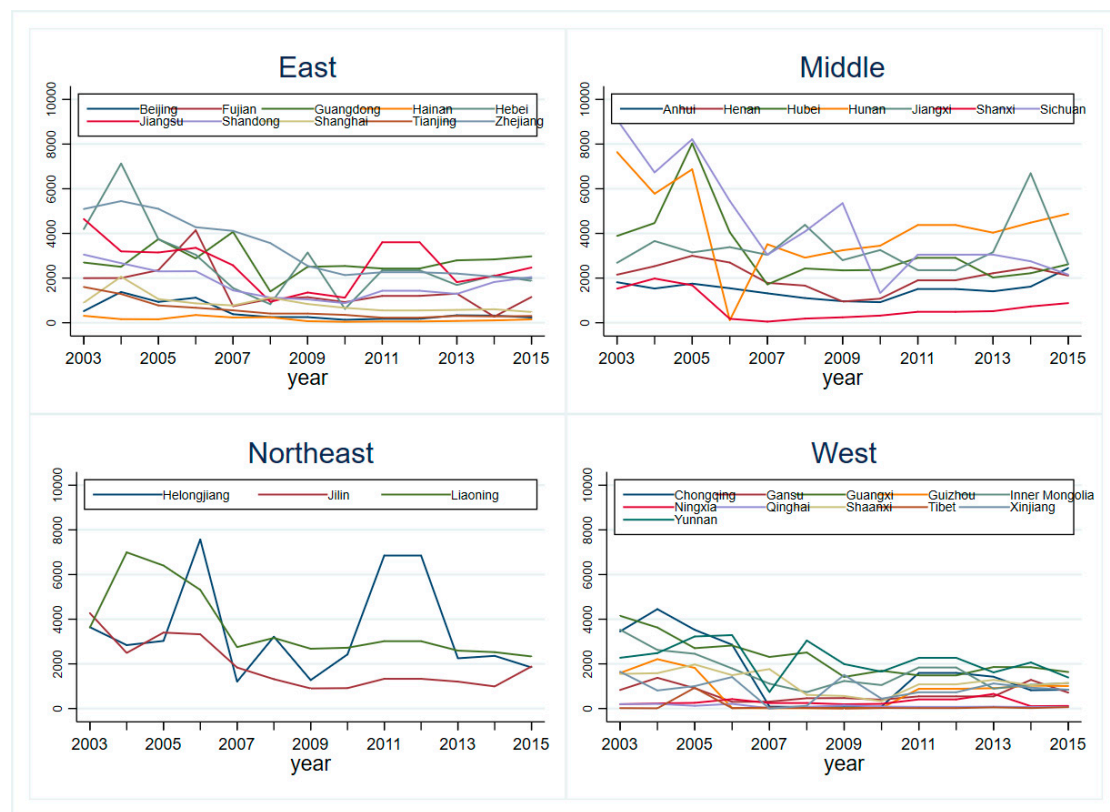 East
Beijing Fujian Guangdong Hainan Hebei
Jiangsu Shandong Shanghai Tianjing Zhejiang
10000
8000
6000
4000
2000
0
2003 2005 2007 2009 2011 2013 2015
year
Middle
Anhui Henan Hubei Hunan Jiangxi Shanxi Sichuan
10000
8000
6000
4000
2000
0
2003 2005 2007 2009 2011 2013 2015
year
Northeast
Helongjiang Jilin Liaoning
10000
8000
6000
4000
2000
0
2003 2005 2007 2009 2011 2013 2015
year
West
Chongqing Gansu Guangxi Guizhou Inner Mongolia
Ningxia Qinghai Shaanxi Tibet Xinjiang
Yunnan
10000
8000
6000
4000
2000
0
2003 2005 2007 2009 2011 2013 2015
year